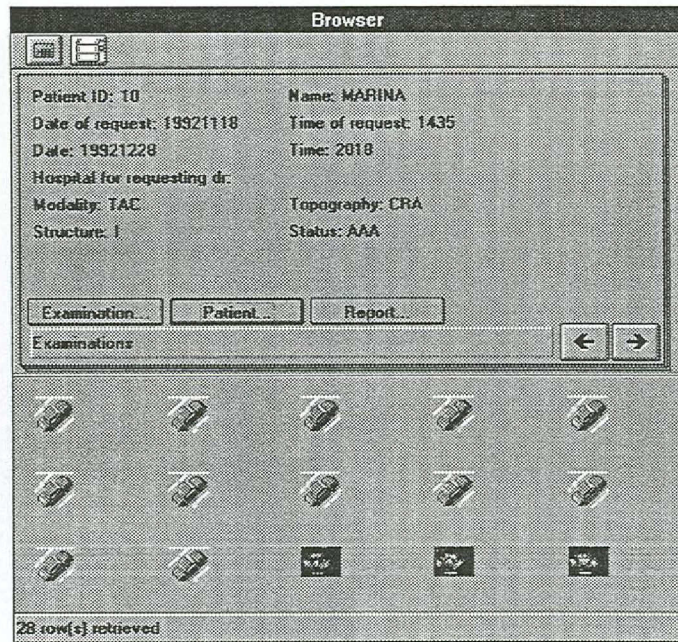 Browser
Patient ID: 10 Name: MARINA
Date of request: 19921118 Time of request: 1435
Date: 19921228 Time: 2018
Hospital for requesting dr:
Modality: TAC Topography: CRA
Structure: 1 Status: AAA
Examination... Patient... Report...
Examinations
28 row(s) retrieved